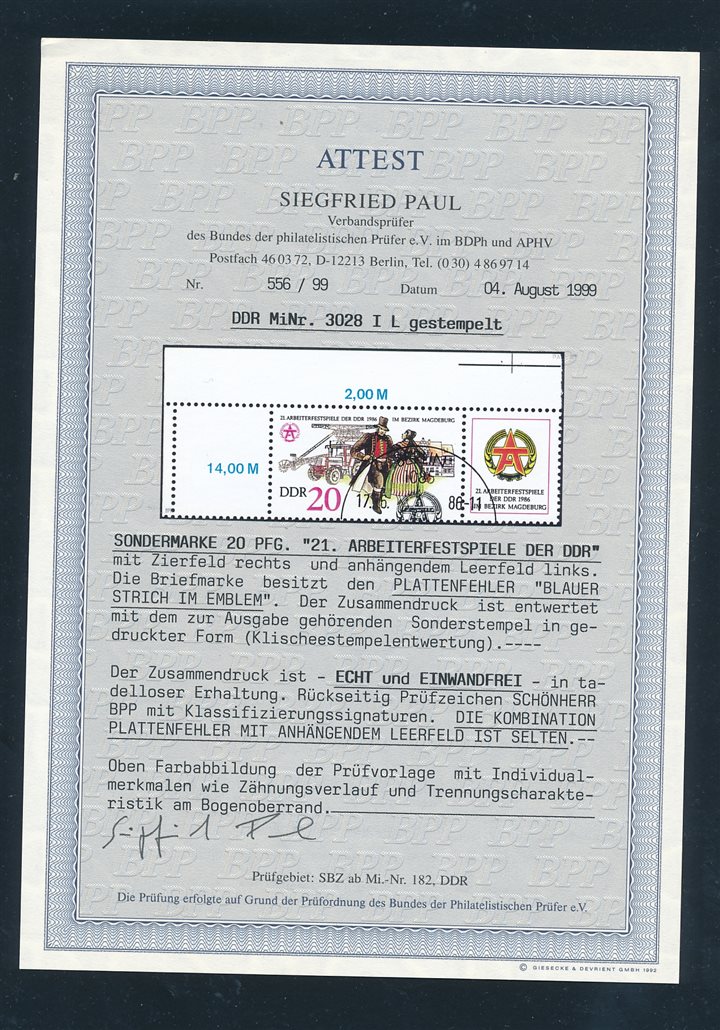 ATTEST
SIEGFRIED PAUL
Verbandsprüfer
des Bundes der philatelistischen Prüfer e.V. im BDPh und APHV
Postfach 46 03 72, D-12213 Berlin, Tel. (0 30) 4 86 97 14
Nr. 556 / 99 Datum 04. August 1999
DDR MiNr. 3028 I L gestempelt
2,00 M
21. ARBEITERFESTSPIELE DER DDR 1986 IM BEZIRK MAGDEBURG
14,00 M
DDR 20
1085
17. 6. 86-11
21. ARBEITERFESTSPIELE
DER DDR 1986
IM BEZIRK MAGDEBURG
SONDERMARKE 20 PFG. "21. ARBEITERFESTSPIELE DER DDR"
mit Zierfeld rechts und anhängendem Leerfeld links.
Die Briefmarke besitzt den PLATTENFEHLER "BLAUER
STRICH IM EMBLEM". Der Zusammendruck ist entwertet
mit dem zur Ausgabe gehörenden Sonderstempel in ge-
druckter Form (Klischeestempelentwertung).----
Der Zusammendruck ist - ECHT und EINWANDFREI - in ta-
delloser Erhaltung. Rückseitig Prüfzeichen SCHÖNHERR
BPP mit Klassifizierungssignaturen. DIE KOMBINATION
PLATTENFEHLER MIT ANHÄNGENDEM LEERFELD IST SELTEN.--
Oben Farbabbildung der Prüfvorlage mit Individual-
merkmalen wie Zähnungsverlauf und Trennungscharakte-
ristik am Bogenoberrand.
Prüfgebiet: SBZ ab Mi.-Nr. 182, DDR
Die Prüfung erfolgte auf Grund der Prüfordnung des Bundes der Philatelistischen Prüfer e.V.
© GIESECKE & DEVRIENT GMBH 1992